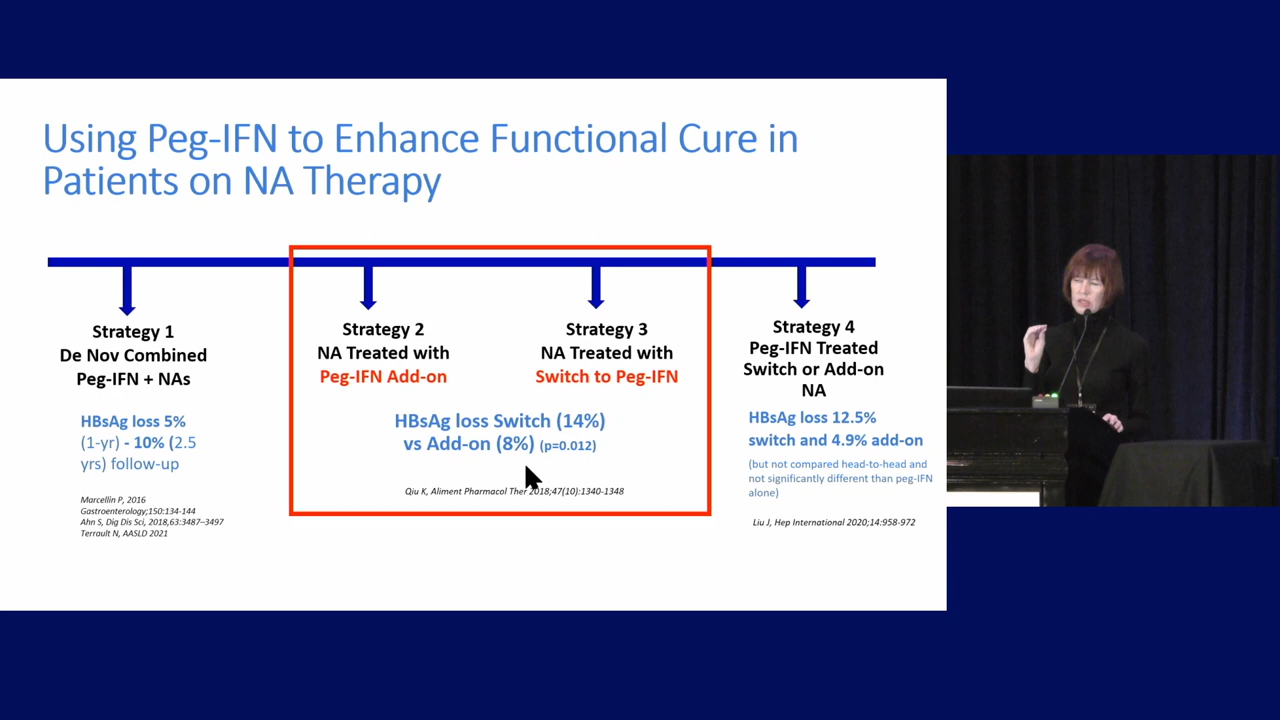 Using Peg-IFN to Enhance Functional Cure in
Patients on NA Therapy
Strategy 1
De Nov Combined
Peg-IFN + NAs
HBsAg loss 5%
(1-yr) - 10% (2.5
yrs) follow-up
Marcellin P, 2016
Gastroenterology;150:134-144
Ahn S, Dig Dis Sci, 2018,63:3487–3497
Terrault N, AASLD 2021
Strategy 2
NA Treated with
Peg-IFN Add-on
Strategy 3
NA Treated with
Switch to Peg-IFN
HBsAg loss Switch (14%)
vs Add-on (8%) (p=0.012)
Qiu K, Aliment Pharmacol Ther 2018;47(10):1340-1348
Strategy 4
Peg-IFN Treated
Switch or Add-on
NA
HBsAg loss 12.5%
switch and 4.9% add-on
(but not compared head-to-head and
not significantly different than peg-IFN
alone)
Liu J, Hep International 2020;14:958-972